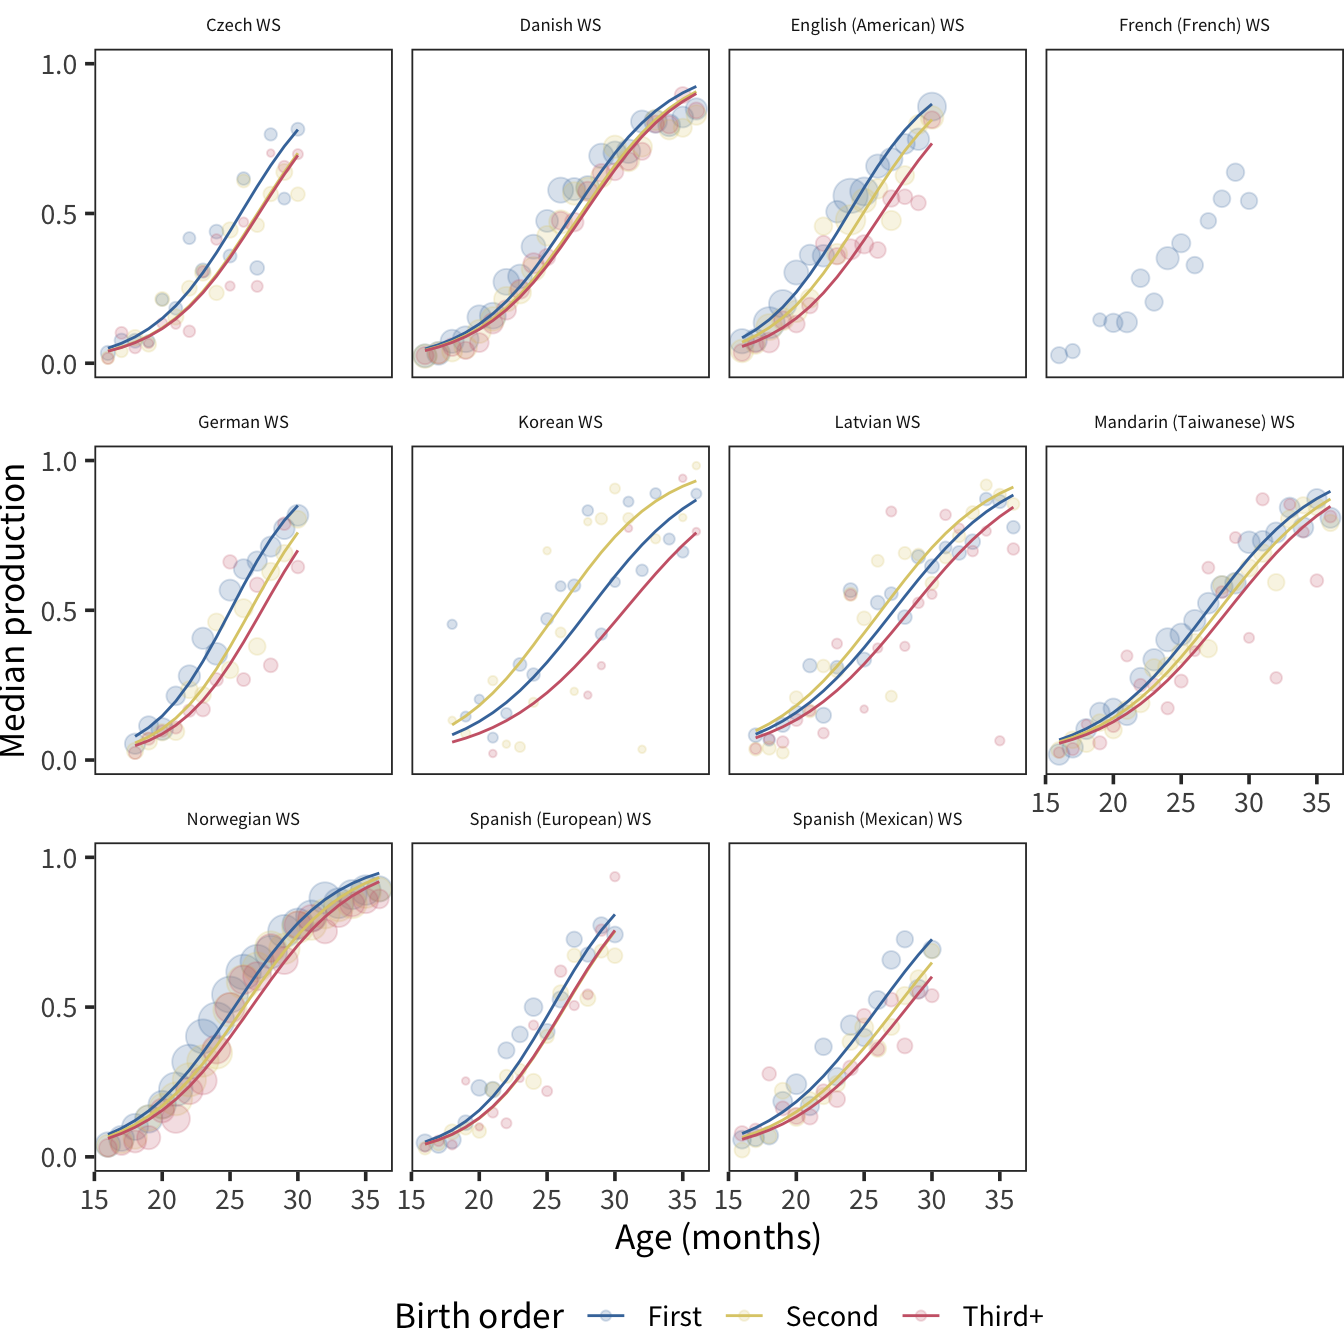 Czech WS
Danish WS
English (American) WS
French (French) WS
1.0
0.5
0.0
German WS
Korean WS
Latvian WS
Mandarin (Taiwanese) WS
1.0
0.5
0.0
15 20 25 30 35
Median production
Norwegian WS
Spanish (European) WS
Spanish (Mexican) WS
1.0
0.5
0.0
15 20 25 30 35
15 20 25 30 35
15 20 25 30 35
Age (months)
Birth order First Second Third+